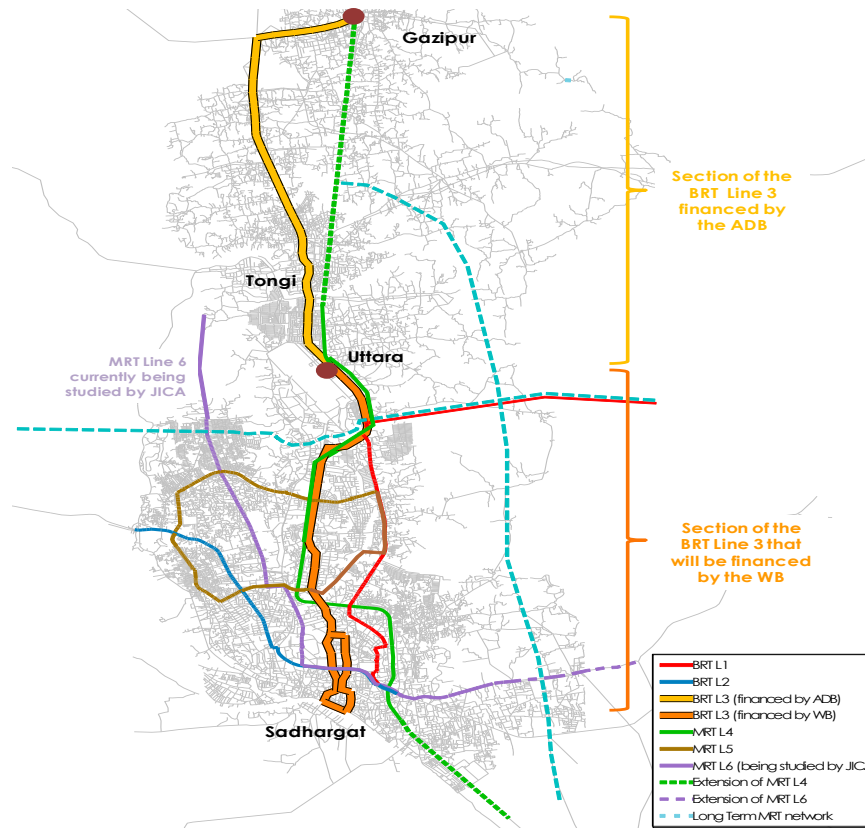 Gazipur
Section of the
BRT Line 3
financed by
the ADB
Tongi
Uttara
MRT Line 6
currently being
studied by JICA
Section of the
BRT Line 3 that
will be financed
by the WB
Sadhargat
BRT L1
BRT L2
BRT L3 (financed by ADB)
BRT L3 (financed by WB)
MRT L4
MRT L5
MRT L6 (being studied by JICA
Extension of MRT L4
Extension of MRT L6
Long Term MRT network